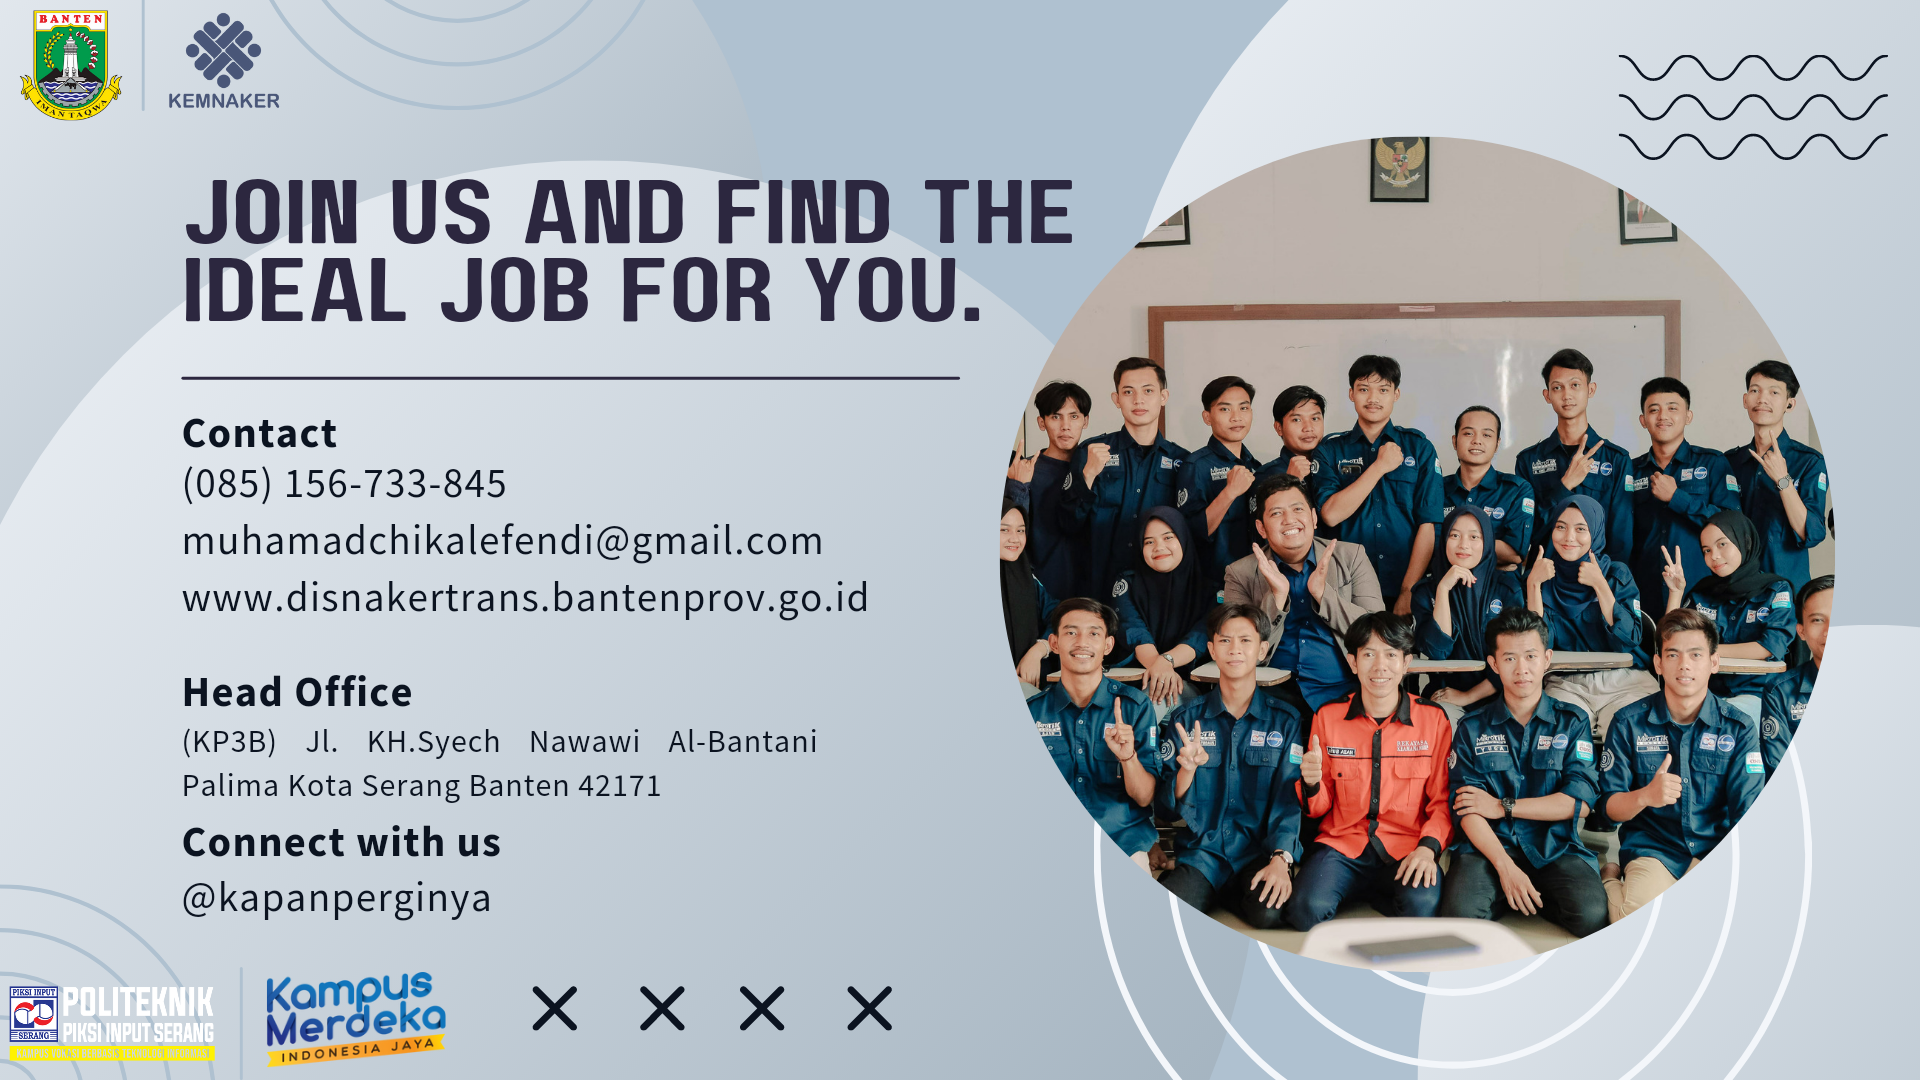 BANTEN
IMAN TAQWA
KEMNAKER
JOIN US AND FIND THE
IDEAL JOB FOR YOU.
Contact
(085) 156-733-845
muhamadchikalefendi@gmail.com
www.disnakertrans.bantenprov.go.id
Head Office
(KP3B) Jl. KH.Syech Nawawi Al-Bantani
Palima Kota Serang Banten 42171
Connect with us
@kapanperginya
PIKSI INPUT
SERANG
POLITEKNIK
PIKSI INPUT SERANG
Kampus
Merdeka
INDONESIA JAYA